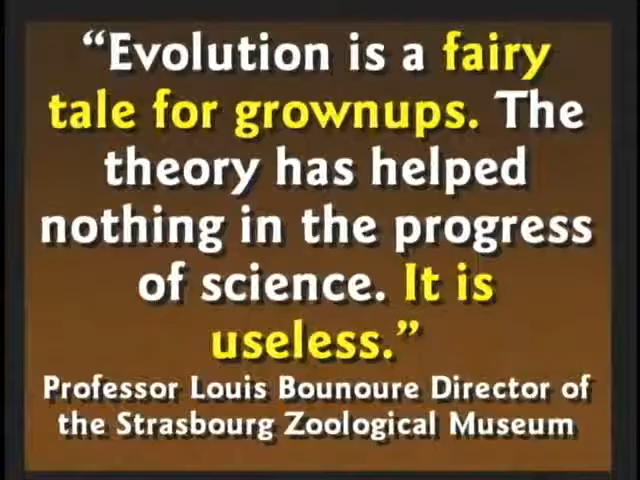 “Evolution is a fairy
tale for grownups. The
theory has helped
nothing in the progress
of science. It is
useless.”
Professor Louis Bounoure Director of
the Strasbourg Zoological Museum